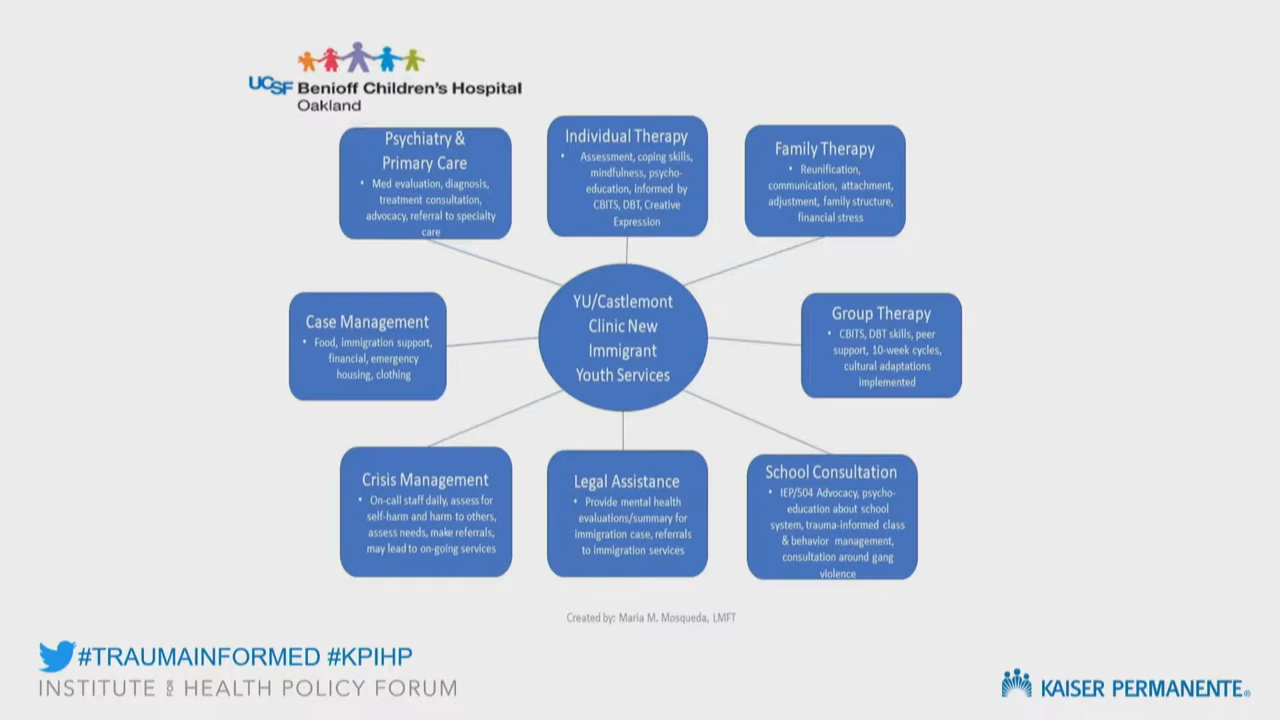 UCSF Benioff Children's Hospital
Oakland
Psychiatry &
Primary Care
• Med evaluation, diagnosis,
treatment consultation,
advocacy, referral to specialty
care
Individual Therapy
• Assessment, coping skills,
mindfulness, psycho-
education, informed by
CBITS, DBT, Creative
Expression
Family Therapy
• Reunification,
communication, attachment,
adjustment, family structure,
financial stress
Case Management
• Food, immigration support,
financial, emergency
housing, clothing
YU/Castlemont
Clinic New
Immigrant
Youth Services
Group Therapy
• CBITS, DBT skills, peer
support, 10-week cycles,
cultural adaptations
implemented
Crisis Management
• On-call staff daily, assess for
self-harm and harm to others,
assess needs, make referrals,
may lead to on-going services
Legal Assistance
• Provide mental health
evaluations/summary for
immigration case, referrals
to immigration services
School Consultation
• IEP/504 Advocacy, psycho-
education about school
system, trauma-informed class
& behavior management,
consultation around gang
violence
Created by: Maria M. Mosqueda, LMFT
#TRAUMAINFORMED #KPIHP
INSTITUTE FOR HEALTH POLICY FORUM
KAISER PERMANENTE®